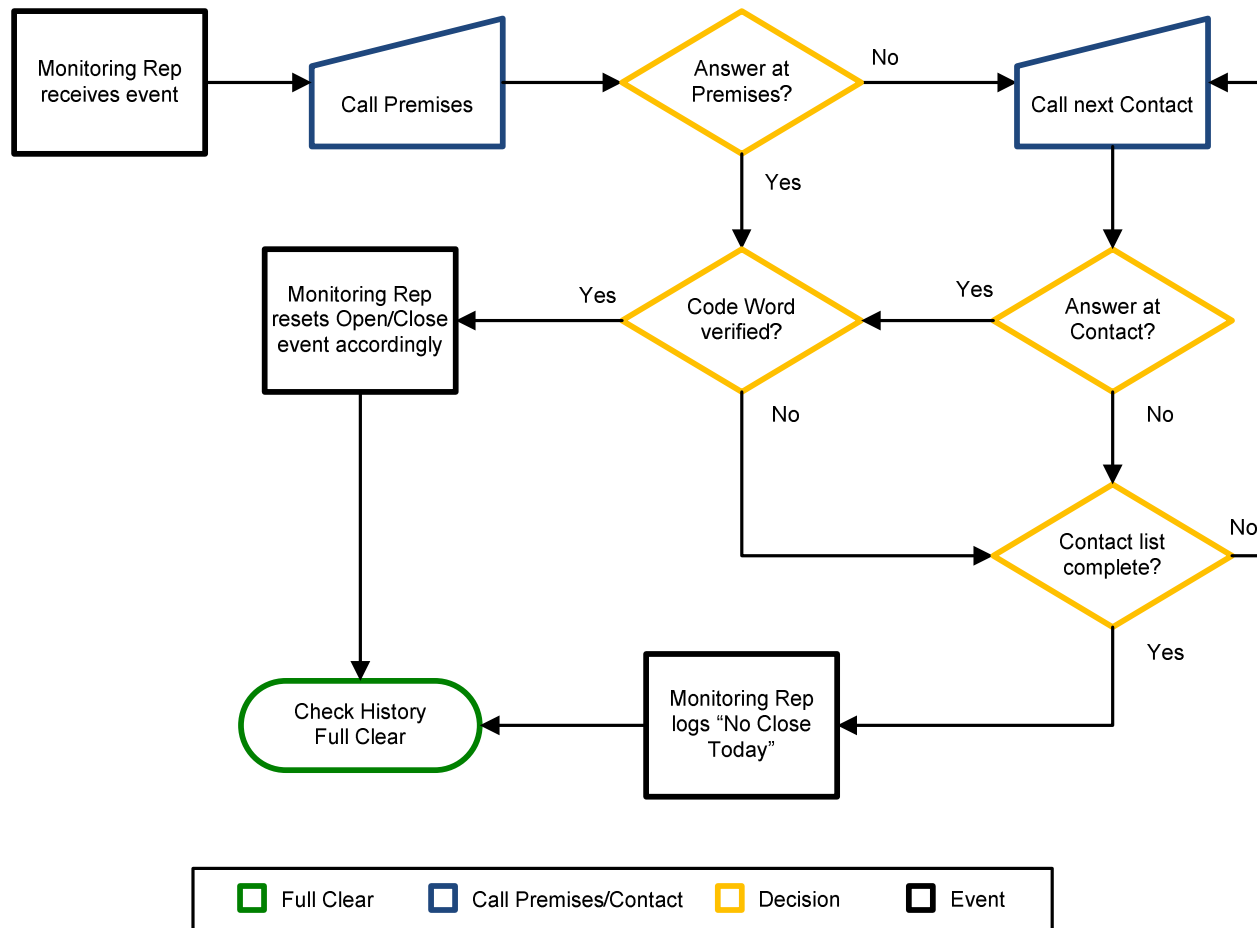 Monitoring Rep
receives event
Call Premises
Answer at
Premises?
No
Call next Contact
Yes
Monitoring Rep
resets Open/Close
event accordingly
Yes
Code Word
verified?
Yes
Answer at
Contact?
No
No
Contact list
complete?
No
Yes
Check History
Full Clear
Monitoring Rep
logs “No Close
Today”
Full Clear
Call Premises/Contact
Decision
Event